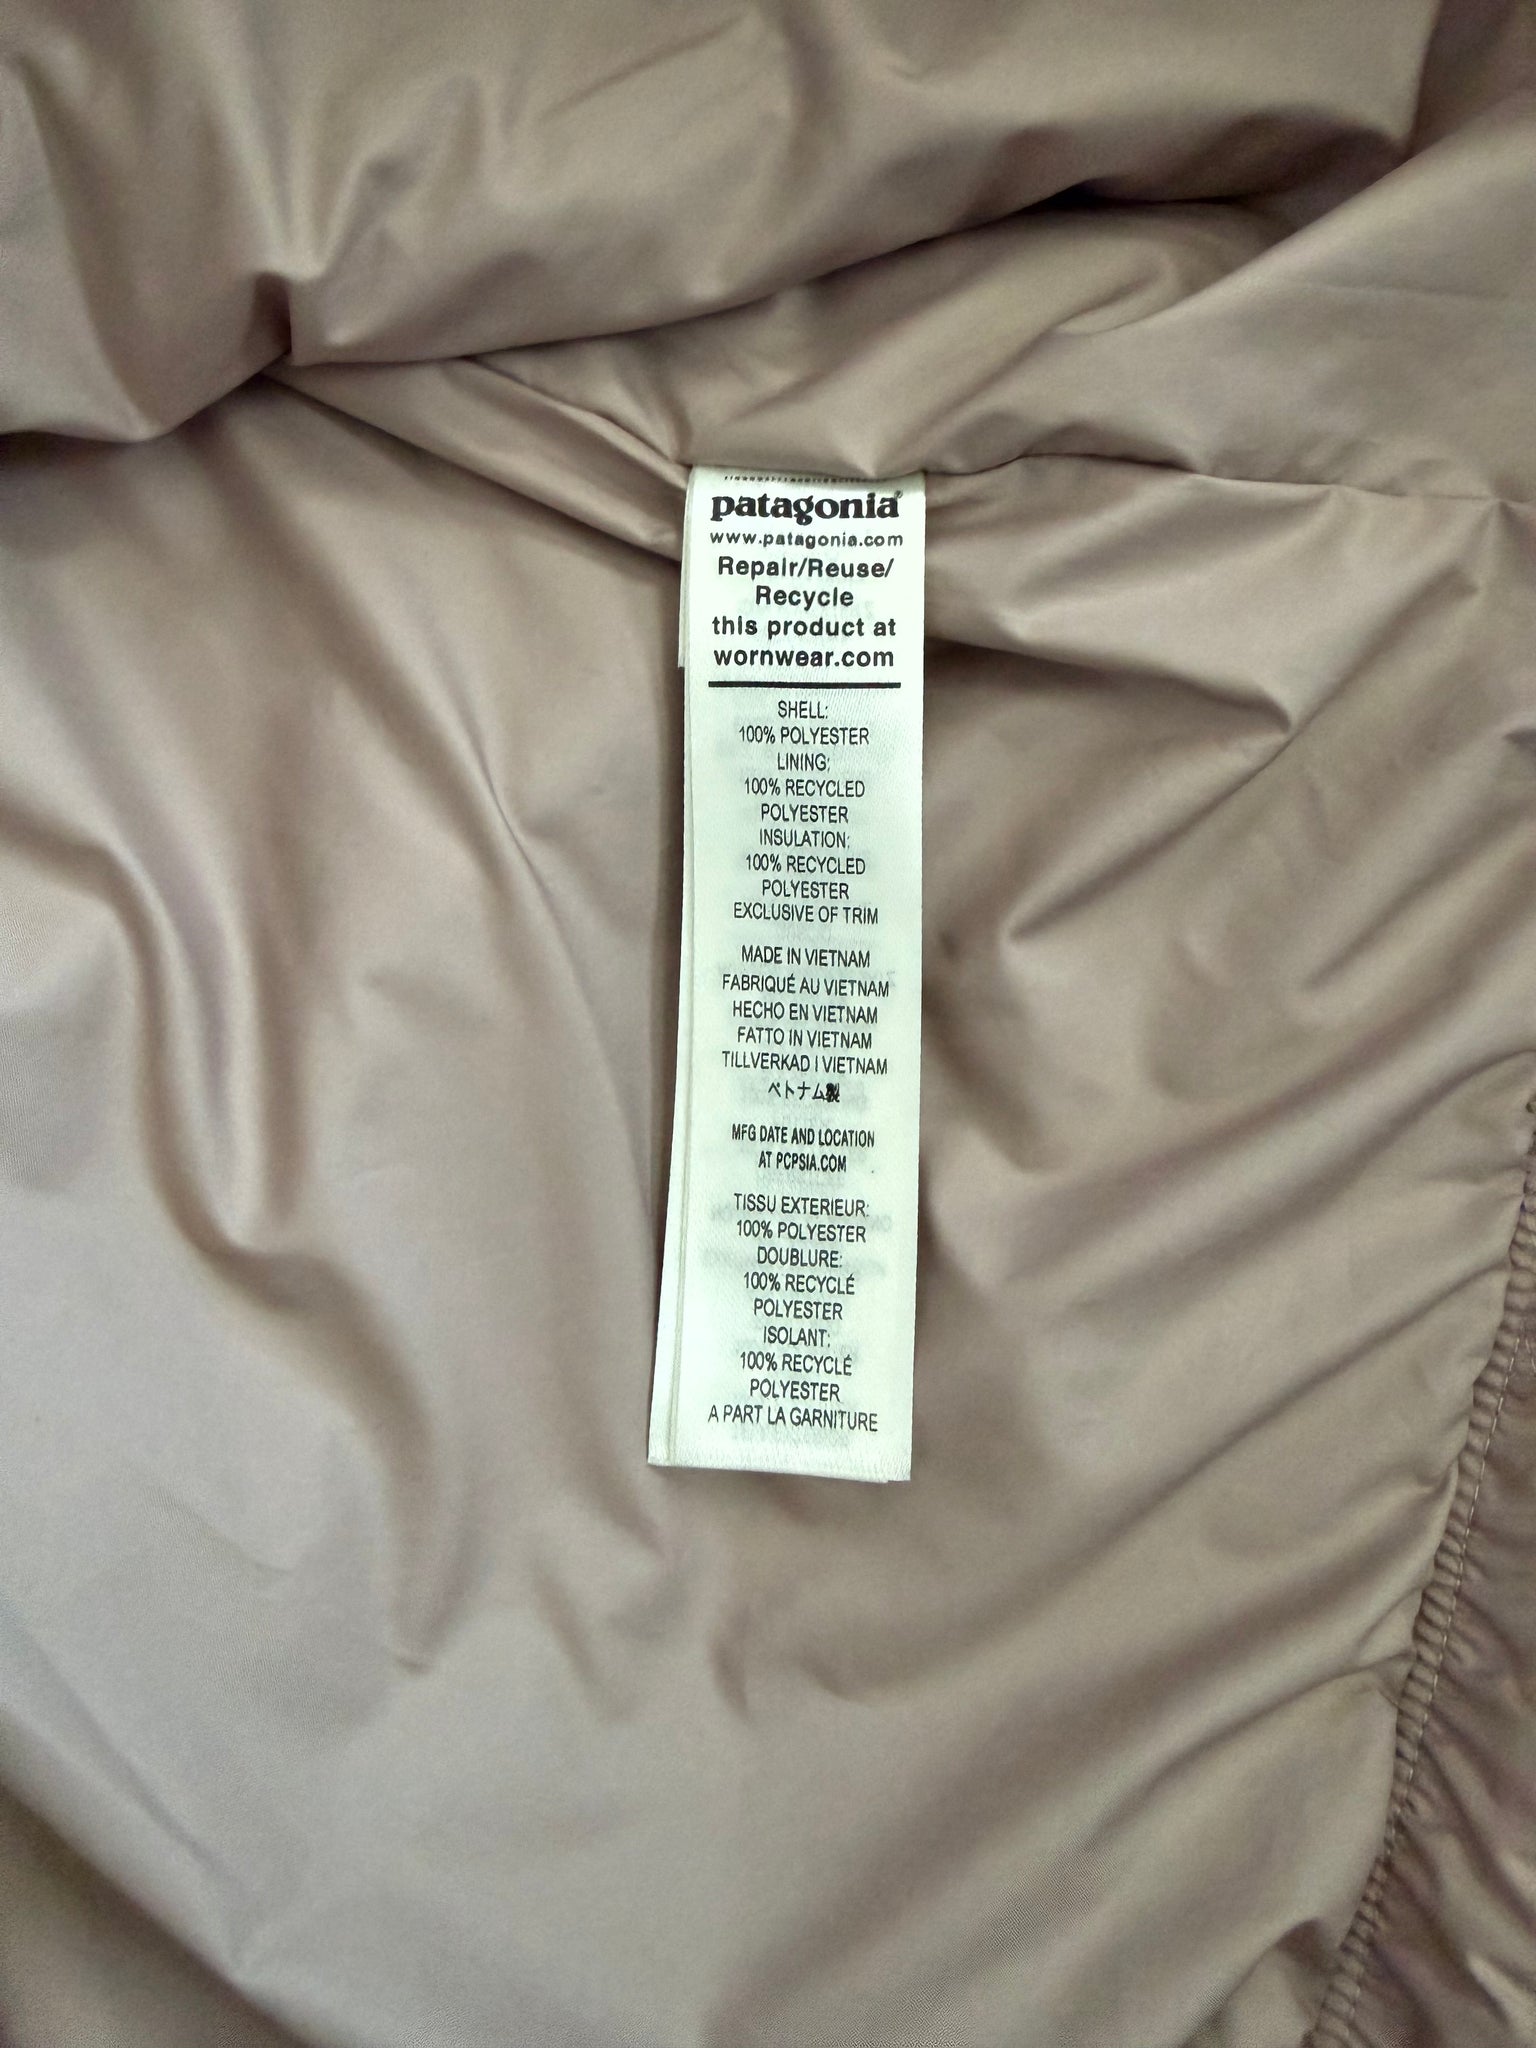 patagonia®
www.patagonia.com
Repair/Reuse/
Recycle
this product at
wornwear.com
SHELL:
100% POLYESTER
LINING:
100% RECYCLED
POLYESTER
INSULATION:
100% RECYCLED
POLYESTER
EXCLUSIVE OF TRIM
MADE IN VIETNAM
FABRIQUÉ AU VIETNAM
HECHO EN VIETNAM
FATTO IN VIETNAM
TILLVERKAD I VIETNAM
ベトナム製
MFG DATE AND LOCATION
AT PCPSIA.COM
TISSU EXTERIEUR:
100% POLYESTER
DOUBLURE:
100% RECYCLÉ
POLYESTER
ISOLANT:
100% RECYCLÉ
POLYESTER
A PART LA GARNITURE